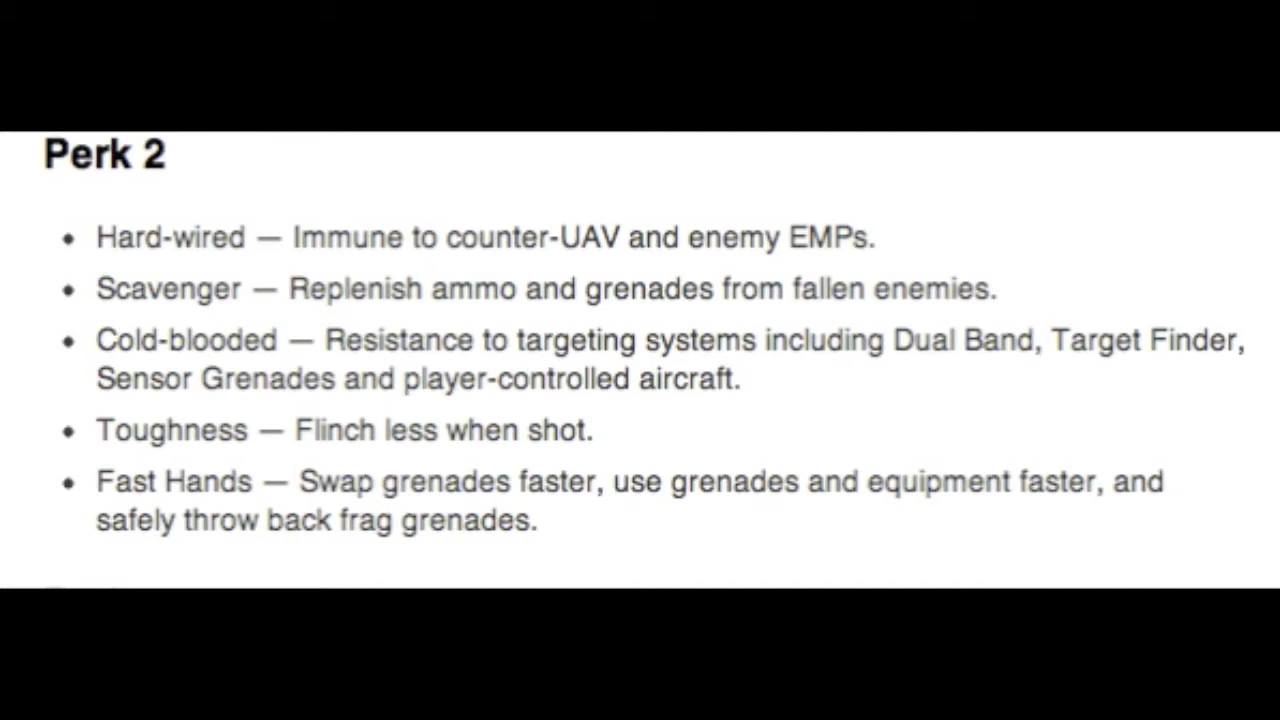 Perk 2
• Hard-wired — Immune to counter-UAV and enemy EMPs.
• Scavenger — Replenish ammo and grenades from fallen enemies.
• Cold-blooded — Resistance to targeting systems including Dual Band, Target Finder,
Sensor Grenades and player-controlled aircraft.
• Toughness — Flinch less when shot.
• Fast Hands — Swap grenades faster, use grenades and equipment faster, and
safely throw back frag grenades.